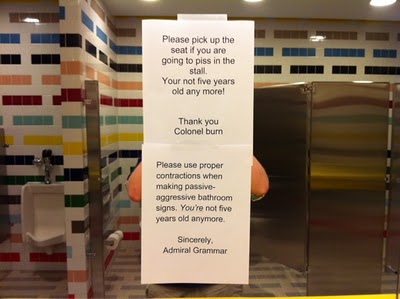 Please pick up the
seat if you are
going to piss in the
stall.
Your not five years
old any more!
Thank you
Colonel burn
Please use proper
contractions when
making passive-
aggressive bathroom
signs. You're not five
years old anymore.
Sincerely,
Admiral Grammar